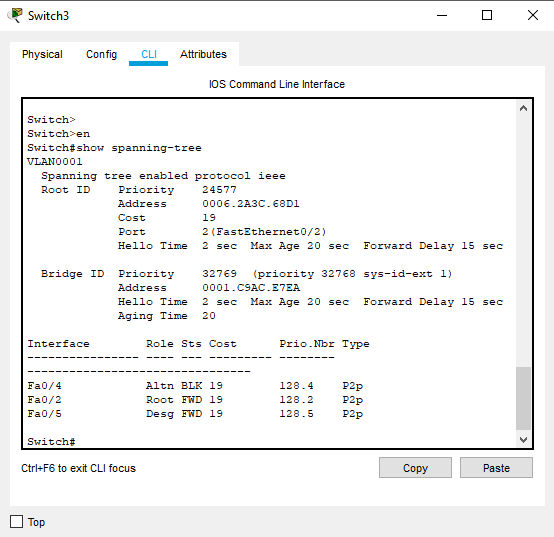 Switch3
Physical Config CLI Attributes
IOS Command Line Interface
Switch>
Switch>en
Switch#show spanning-tree
VLAN0001
  Spanning tree enabled protocol ieee
  Root ID    Priority    24577
             Address     0006.2A3C.68D1
             Cost        19
             Port        2(FastEthernet0/2)
             Hello Time  2 sec  Max Age 20 sec  Forward Delay 15 sec

  Bridge ID  Priority    32769  (priority 32768 sys-id-ext 1)
             Address     0001.C9AC.E7EA
             Hello Time  2 sec  Max Age 20 sec  Forward Delay 15 sec
             Aging Time  20

Interface        Role Sts Cost      Prio.Nbr Type
---------------- ---- --- --------- -------- --------------------------------
Fa0/4            Altn BLK 19        128.4    P2p
Fa0/2            Root FWD 19        128.2    P2p
Fa0/5            Desg FWD 19        128.5    P2p

Switch#
Ctrl+F6 to exit CLI focus
Copy Paste
Top